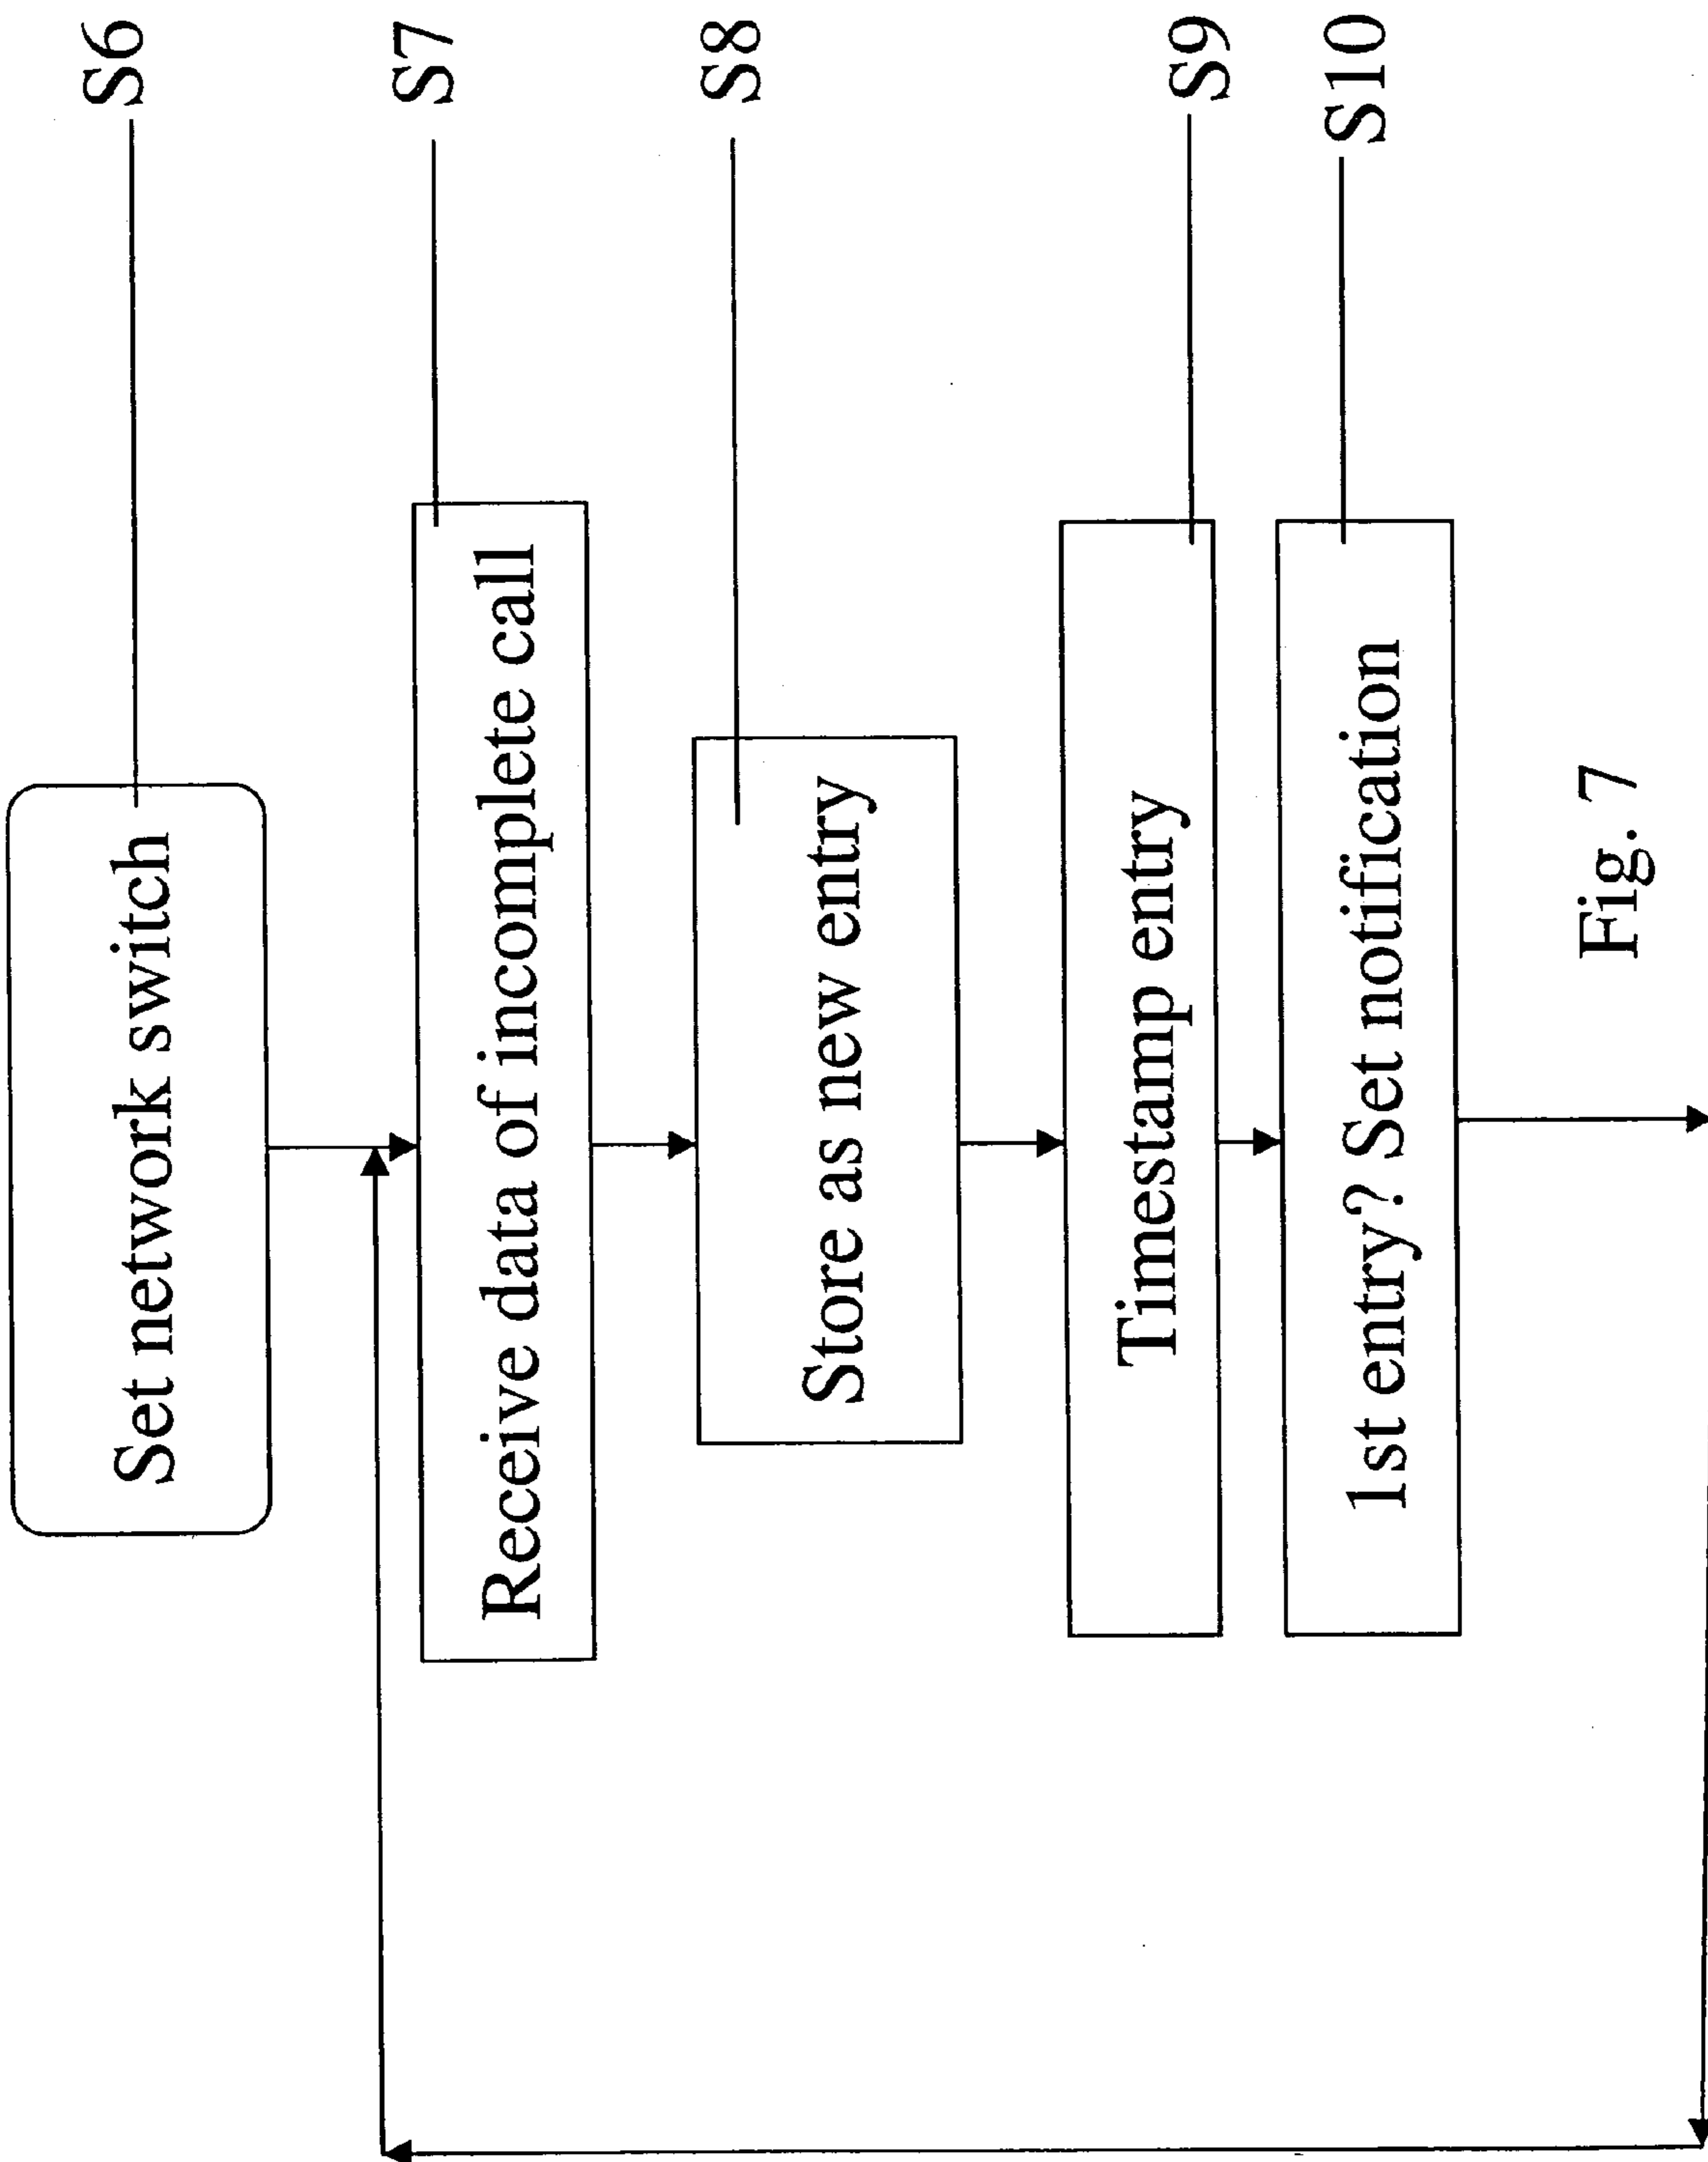 Set network switch
S6
Receive data of incomplete call
S7
Store as new entry
S8
Timestamp entry
S9
1st entry? Set notification
S10
Fig. 7